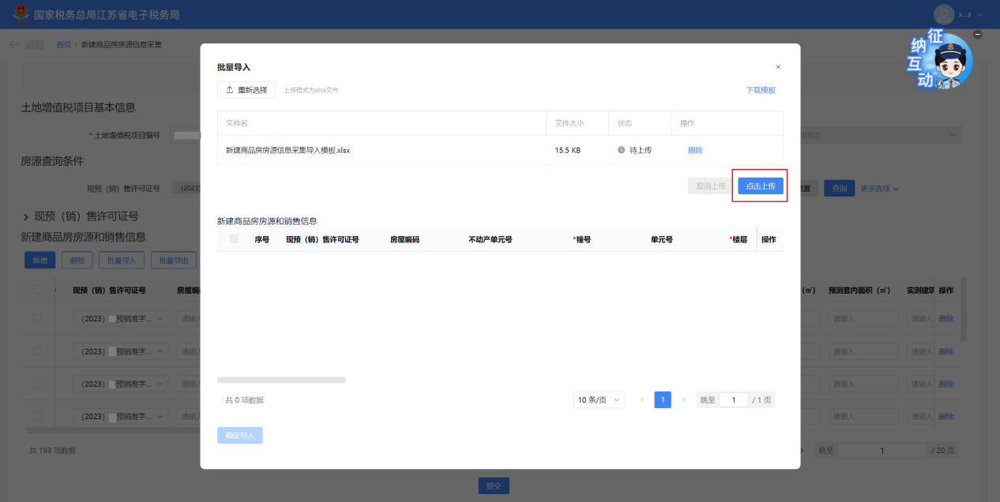 国家税务总局江苏省电子税务局
x...s
返回 首页 › 新建商品房房源信息采集
征纳互动
土地增值税项目基本信息
* 土地增值税项目编号
房源查询条件
现预（销）售许可证号 (2023)
查询 更多选项
现预（销）售许可证号
新建商品房房源和销售信息
新增 删除 批量导入 批量导出
现预（销）售许可证号 房屋编 (㎡) 预测套内面积（㎡） 实测建筑 操作
(2023) 预销准字... 请输入 请输入 请输入 删除
(2023) 预销准字... 请输入 请输入 请输入 删除
(2023) 预销准字... 请输入 请输入 请输入 删除
(2023) 预销准字... 请输入 请输入 请输入 删除
共 193 项数据 跳至 1 / 20 页
提交
批量导入 ×
重新选择 上传格式为xlsx文件 下载模板
文件名 文件大小 状态 操作
新建商品房房源信息采集导入模板.xlsx 15.5 KB 待上传 删除
取消上传 点击上传
新建商品房房源和销售信息
序号 现预（销）售许可证号 房屋编码 不动产单元号 *幢号 单元号 *楼层 操作
共 0 项数据 10 条/页 ‹ 1 › 跳至 1 / 1 页
确定导入